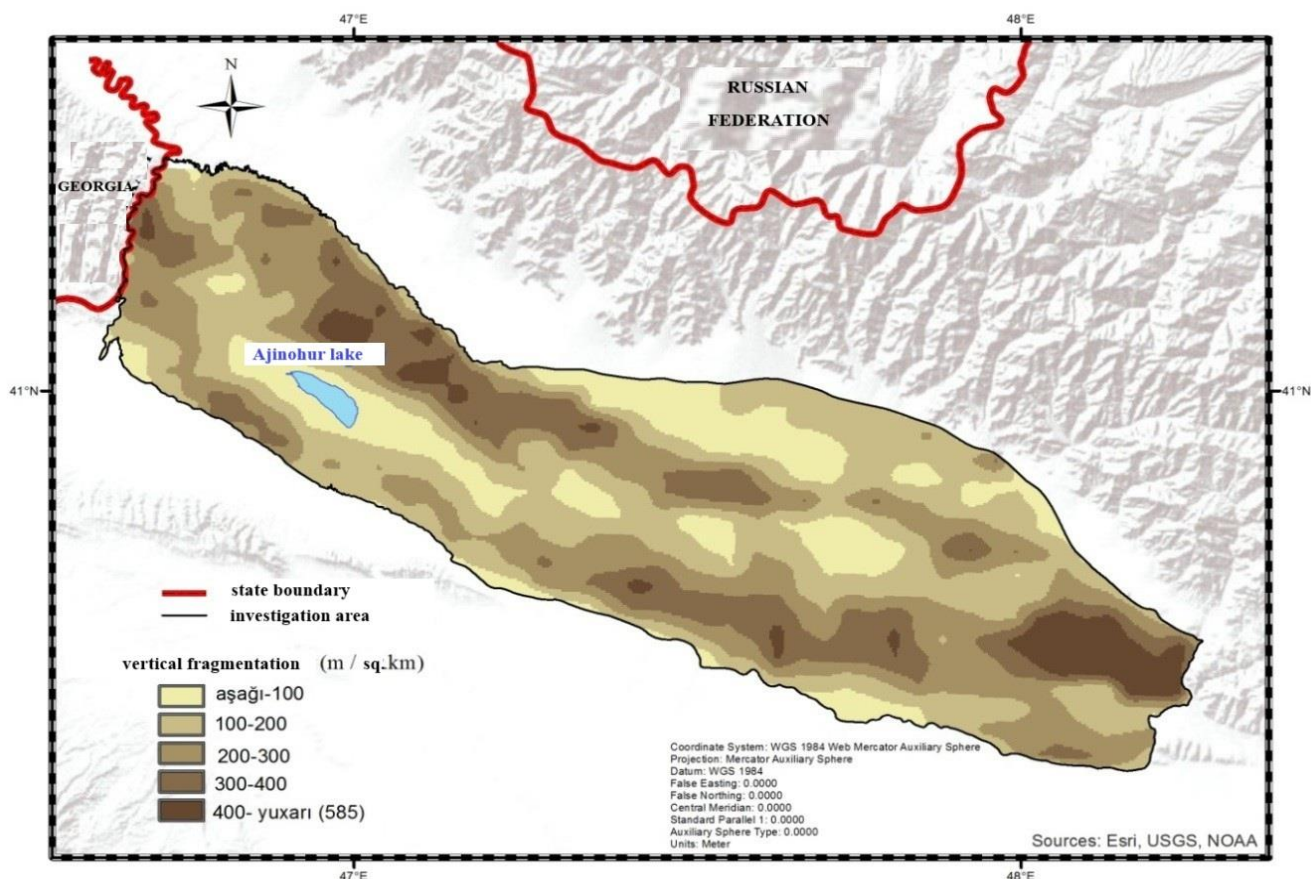 47°E 48°E
N
RUSSIAN
FEDERATION
GEORGIA
Ajinohur lake
41°N 41°N
state boundary
investigation area
vertical fragmentation (m / sq.km)
aşağı-100
100-200
200-300
300-400
400- yuxarı (585)
Coordinate System: WGS 1984 Web Mercator Auxiliary Sphere
Projection: Mercator Auxiliary Sphere
Datum: WGS 1984
False Easting: 0.0000
False Northing: 0.0000
Central Meridian: 0.0000
Standard Parallel 1: 0.0000
Auxiliary Sphere Type: 0.0000
Units: Meter
Sources: Esri, USGS, NOAA
47°E 48°E